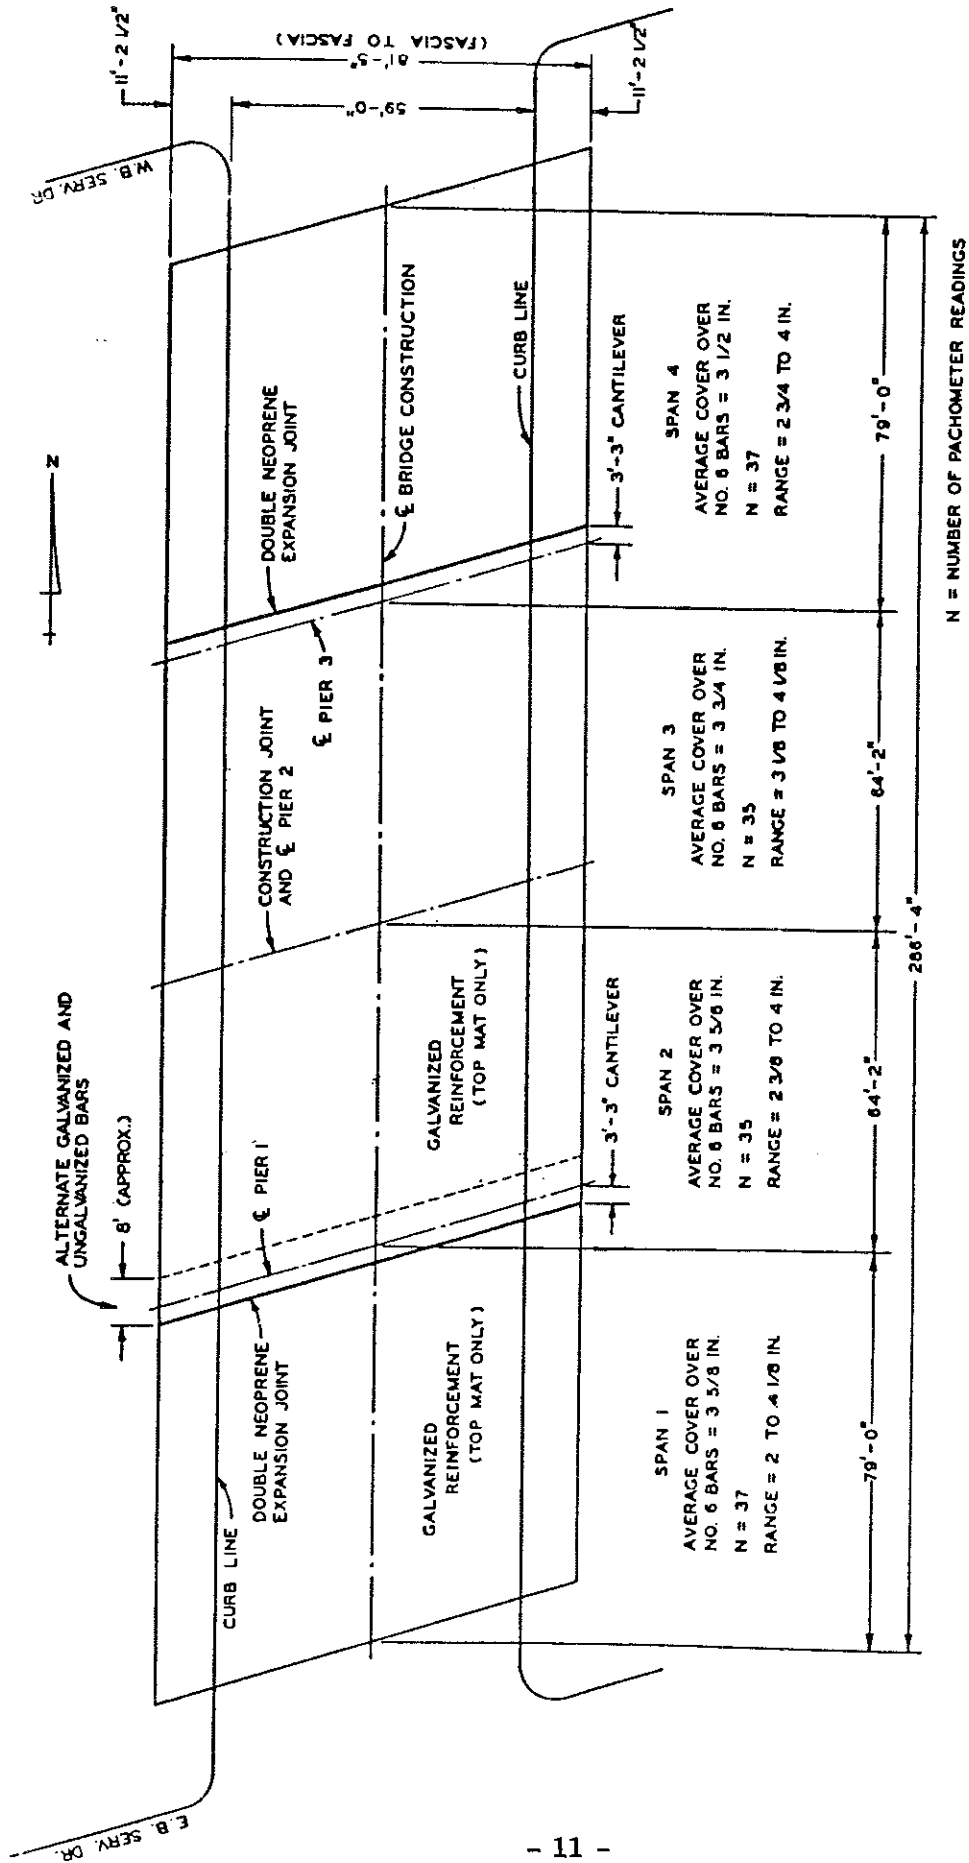 E.B. SERV. DR.
W.B. SERV. DR
CURB LINE
DOUBLE NEOPRENE
EXPANSION JOINT
8' (APPROX.)
ALTERNATE GALVANIZED AND
UNGALVANIZED BARS
℄ PIER 1
CONSTRUCTION JOINT
AND ℄ PIER 2
℄ PIER 3
DOUBLE NEOPRENE
EXPANSION JOINT
℄ BRIDGE CONSTRUCTION
CURB LINE
Z
11'-2 1/2"
59'-0"
81'-5"
(FASCIA TO FASCIA)
11'-2 1/2"
GALVANIZED
REINFORCEMENT
(TOP MAT ONLY)
GALVANIZED
REINFORCEMENT
(TOP MAT ONLY)
3'-3" CANTILEVER
3'-3" CANTILEVER
SPAN 1
AVERAGE COVER OVER
NO. 6 BARS = 3 5/8 IN.
N = 37
RANGE = 2 TO 4 1/8 IN.
SPAN 2
AVERAGE COVER OVER
NO. 6 BARS = 3 5/8 IN.
N = 35
RANGE = 2 3/8 TO 4 IN.
SPAN 3
AVERAGE COVER OVER
NO. 6 BARS = 3 3/4 IN.
N = 35
RANGE = 3 1/8 TO 4 1/8 IN.
SPAN 4
AVERAGE COVER OVER
NO. 6 BARS = 3 1/2 IN.
N = 37
RANGE = 2 3/4 TO 4 IN.
79'-0"
64'-2"
64'-2"
79'-0"
286'-4"
N = NUMBER OF PACHOMETER READINGS
- 11 -